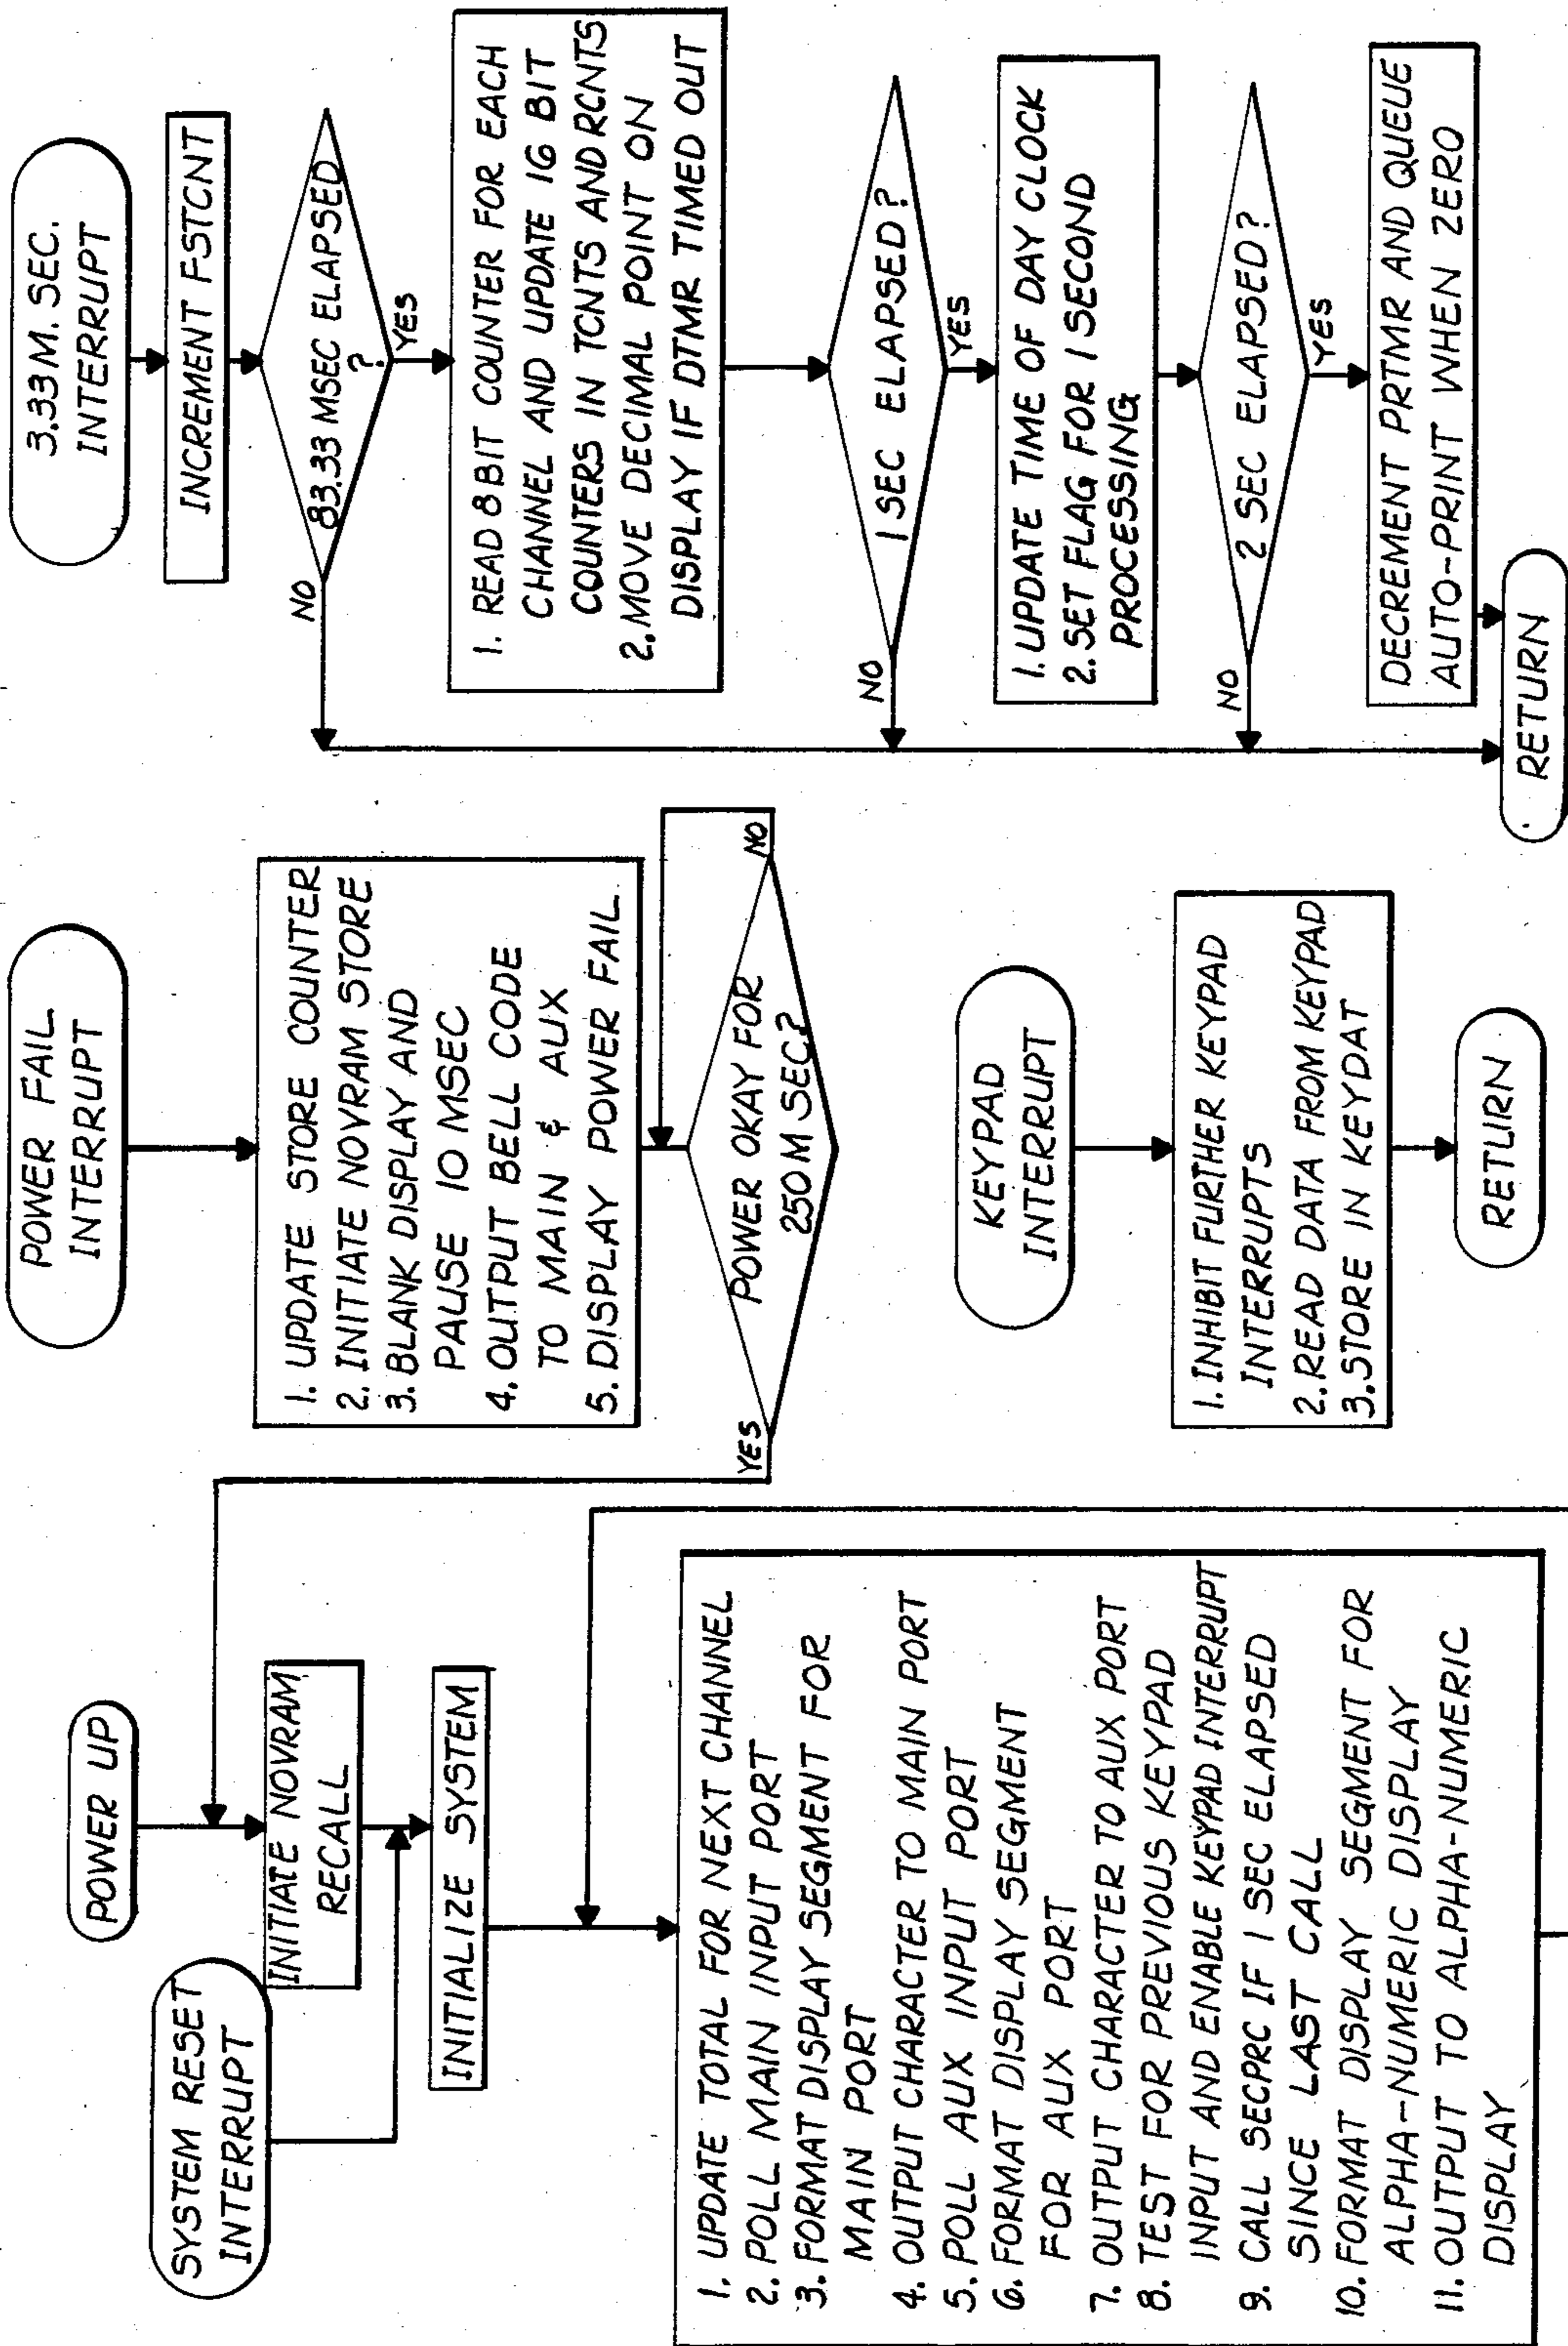 SYSTEM RESET
INTERRUPT
POWER UP
INITIATE NOVRAM
RECALL
INITIALIZE SYSTEM
1. UPDATE TOTAL FOR NEXT CHANNEL
2. POLL MAIN INPUT PORT
3. FORMAT DISPLAY SEGMENT FOR
MAIN PORT
4. OUTPUT CHARACTER TO MAIN PORT
5. POLL AUX INPUT PORT
6. FORMAT DISPLAY SEGMENT
FOR AUX PORT
7. OUTPUT CHARACTER TO AUX PORT
8. TEST FOR PREVIOUS KEYPAD
INPUT AND ENABLE KEYPAD INTERRUPT
9. CALL SECPRC IF 1 SEC ELAPSED
SINCE LAST CALL
10. FORMAT DISPLAY SEGMENT FOR
ALPHA-NUMERIC DISPLAY
11. OUTPUT TO ALPHA-NUMERIC
DISPLAY
POWER FAIL
INTERRUPT
1. UPDATE STORE COUNTER
2. INITIATE NOVRAM STORE
3. BLANK DISPLAY AND
PAUSE 10 MSEC
4. OUTPUT BELL CODE
TO MAIN & AUX
5. DISPLAY POWER FAIL
POWER OKAY FOR
250 M SEC?
YES
NO
KEYPAD
INTERRUPT
1. INHIBIT FURTHER KEYPAD
INTERRUPTS
2. READ DATA FROM KEYPAD
3. STORE IN KEYDAT
RETURN
3.33 M. SEC.
INTERRUPT
INCREMENT FSTCNT
83.33 MSEC ELAPSED
?
NO
YES
1. READ 8 BIT COUNTER FOR EACH
CHANNEL AND UPDATE 16 BIT
COUNTERS IN TCNTS AND RCNTS
2. MOVE DECIMAL POINT ON
DISPLAY IF DTMR TIMED OUT
1 SEC ELAPSED?
NO
YES
1. UPDATE TIME OF DAY CLOCK
2. SET FLAG FOR 1 SECOND
PROCESSING
2 SEC ELAPSED?
NO
YES
DECREMENT PRTMR AND QUEUE
AUTO-PRINT WHEN ZERO
RETURN